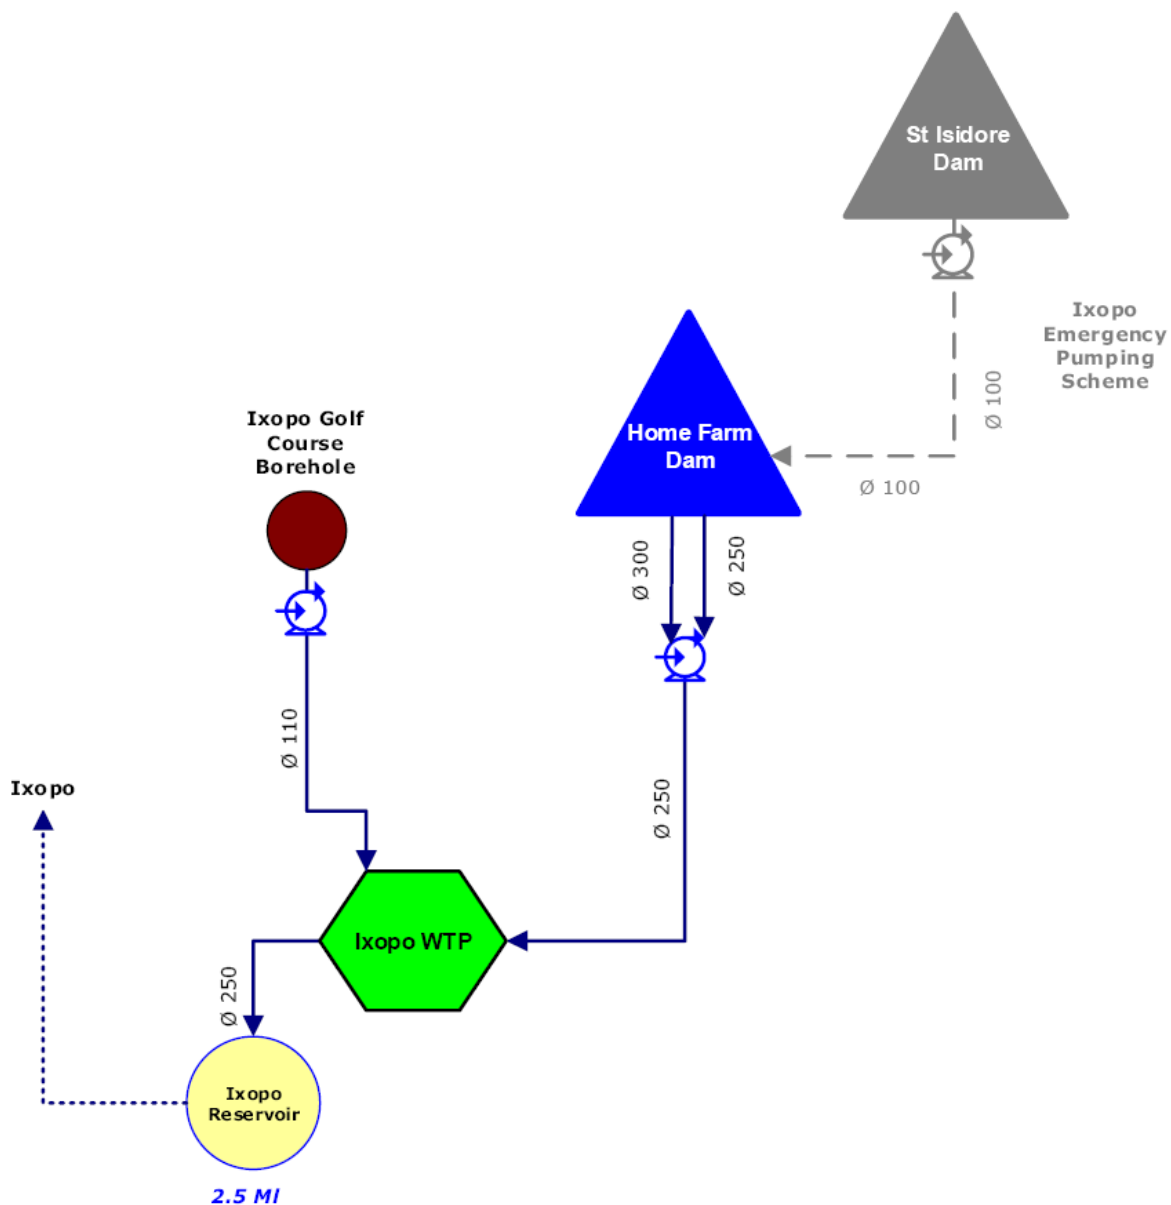 St Isidore
Dam
Ixopo
Emergency
Pumping
Scheme
Ø 100
Ø 100
Home Farm
Dam
Ixopo Golf
Course
Borehole
Ø 300
Ø 250
Ø 110
Ø 250
Ixopo
Ixopo WTP
Ø 250
Ixopo
Reservoir
2.5 Ml